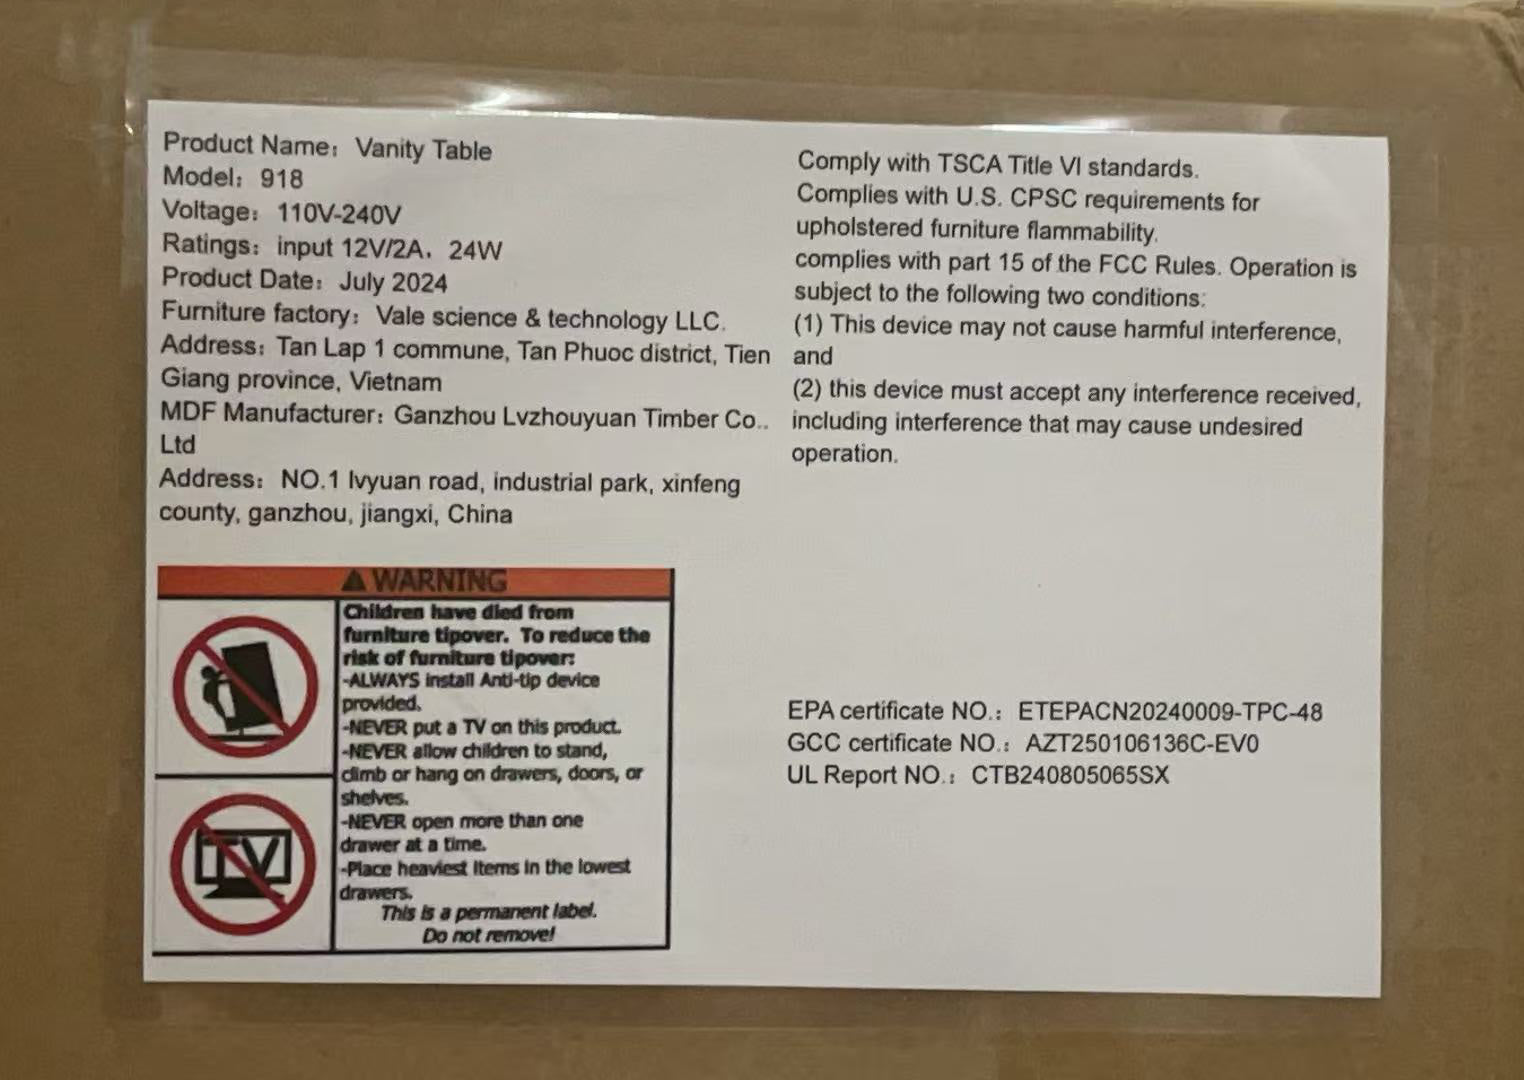 Product Name: Vanity Table
Model: 918
Voltage: 110V-240V
Ratings: input 12V/2A, 24W
Product Date: July 2024
Furniture factory: Vale science & technology LLC.
Address: Tan Lap 1 commune, Tan Phuoc district, Tien
Giang province, Vietnam
MDF Manufacturer: Ganzhou Lvzhouyuan Timber Co..
Ltd
Address: NO.1 lvyuan road, industrial park, xinfeng
county, ganzhou, jiangxi, China
WARNING
Children have died from
furniture tipover. To reduce the
risk of furniture tipover:
-ALWAYS install Anti-tip device
provided.
-NEVER put a TV on this product.
-NEVER allow children to stand,
climb or hang on drawers, doors, or
shelves.
-NEVER open more than one
drawer at a time.
-Place heaviest items in the lowest
drawers.
This is a permanent label.
Do not remove!
TV
Comply with TSCA Title VI standards.
Complies with U.S. CPSC requirements for
upholstered furniture flammability.
complies with part 15 of the FCC Rules. Operation is
subject to the following two conditions:
(1) This device may not cause harmful interference,
and
(2) this device must accept any interference received,
including interference that may cause undesired
operation.
EPA certificate NO.: ETEPACN20240009-TPC-48
GCC certificate NO.: AZT250106136C-EV0
UL Report NO.: CTB240805065SX